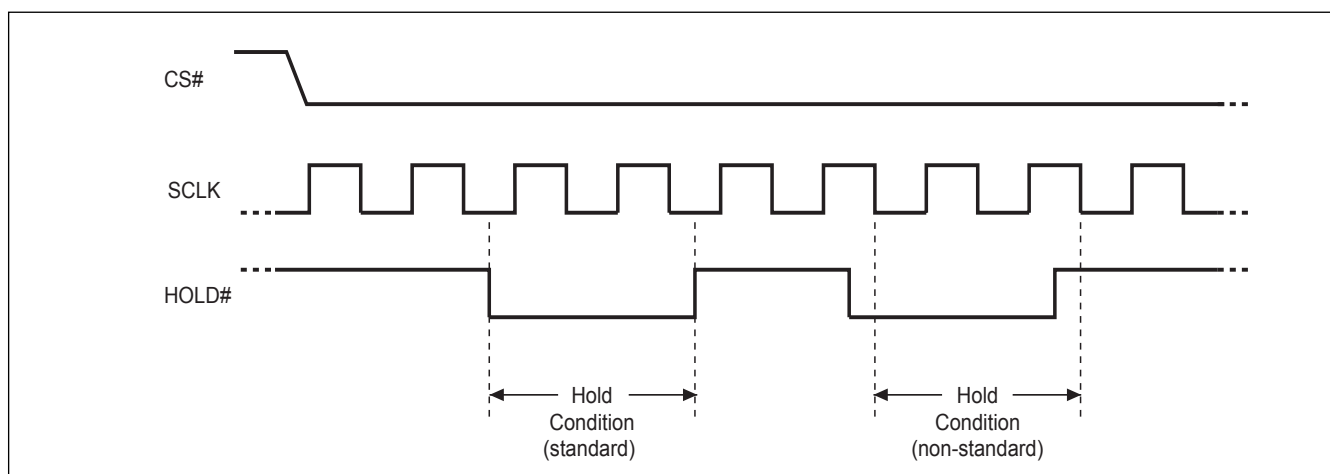 CS#
SCLK
HOLD#
Hold
Condition
(standard)
Hold
Condition
(non-standard)